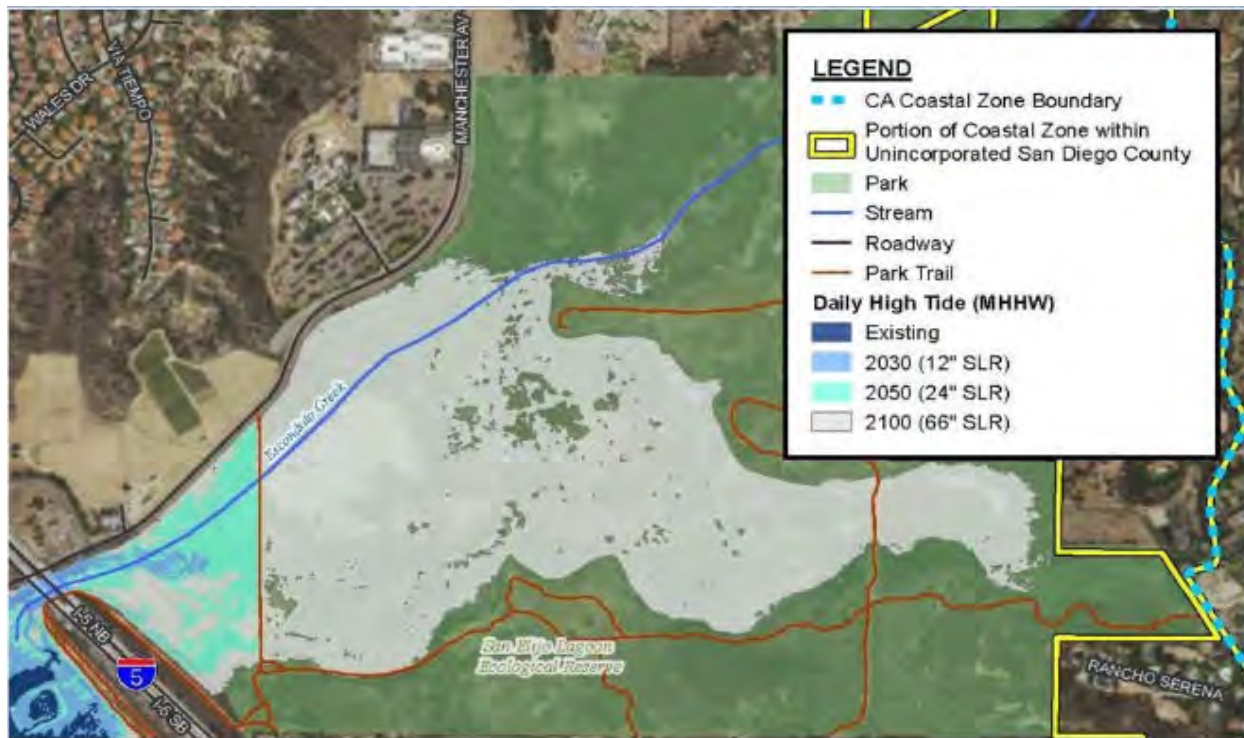 WALES DR
VIA TIEMPO
MANCHESTER AV
LEGEND
CA Coastal Zone Boundary
Portion of Coastal Zone within
Unincorporated San Diego County
Park
Stream
Roadway
Park Trail
Daily High Tide (MHHW)
Existing
2030 (12" SLR)
2050 (24" SLR)
2100 (66" SLR)
Escondido Creek
I-5 NB
5
I-5 SB
San Elijo Lagoon
Ecological Reserve
RANCHO SERENA